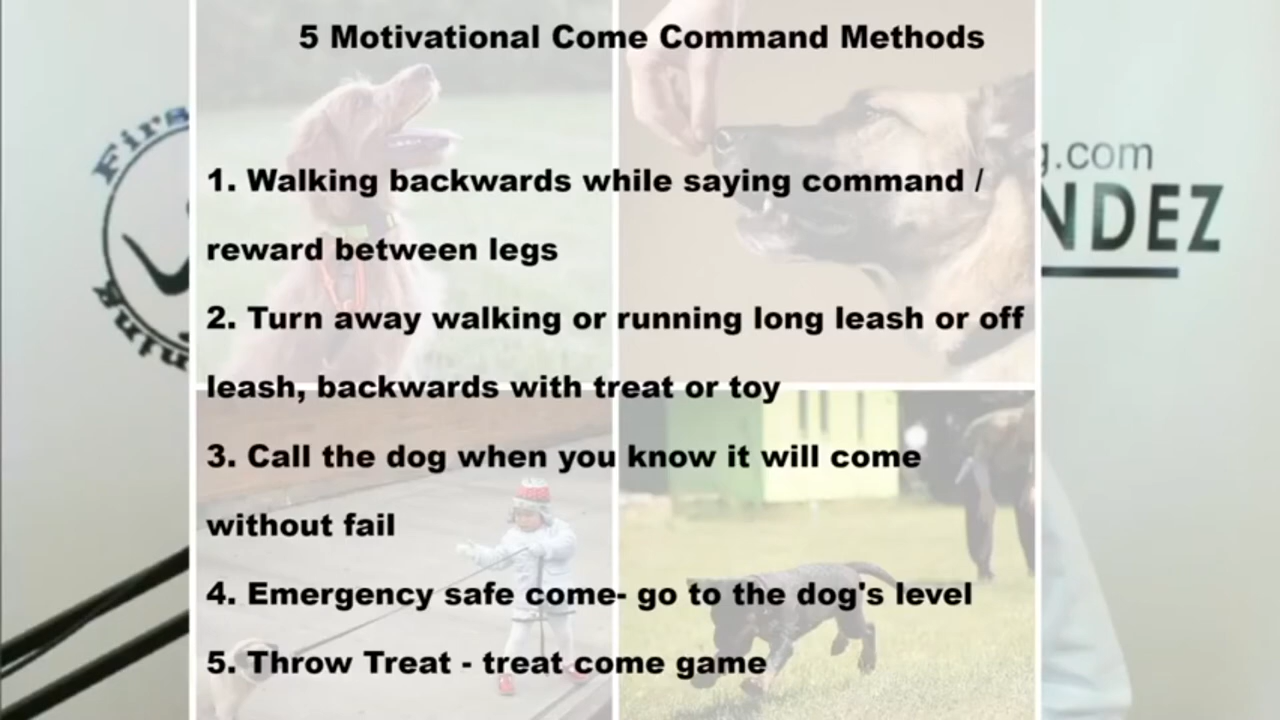 5 Motivational Come Command Methods
1. Walking backwards while saying command /
reward between legs
2. Turn away walking or running long leash or off
leash, backwards with treat or toy
3. Call the dog when you know it will come
without fail
4. Emergency safe come- go to the dog's level
5. Throw Treat - treat come game
Firs
ning
g.com
NDEZ